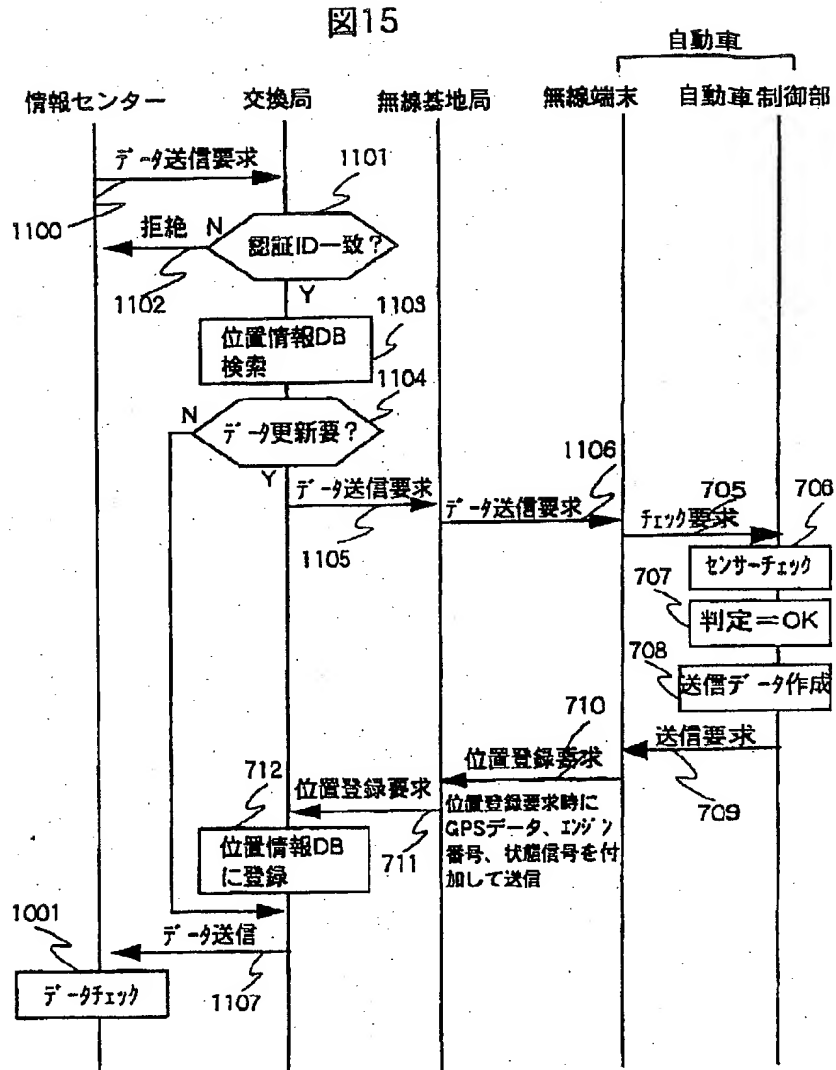 図15
自動車
情報センター 交換局 無線基地局 無線端末 自動車制御部
データ送信要求
1101
1100
拒絶
N
認証ID一致?
1102
Y
1103
位置情報DB
検索
1104
N
データ更新要?
Y
1106
データ送信要求
データ送信要求
705
706
チェック要求
1105
センサーチェック
707
判定=OK
708
送信データ作成
710
送信要求
712
位置登録要求
位置登録要求
709
位置登録要求時に
GPSデータ、エンジン
番号、状態信号を付
加して送信
711
位置情報DB
に登録
1001
データ送信
データチェック
1107